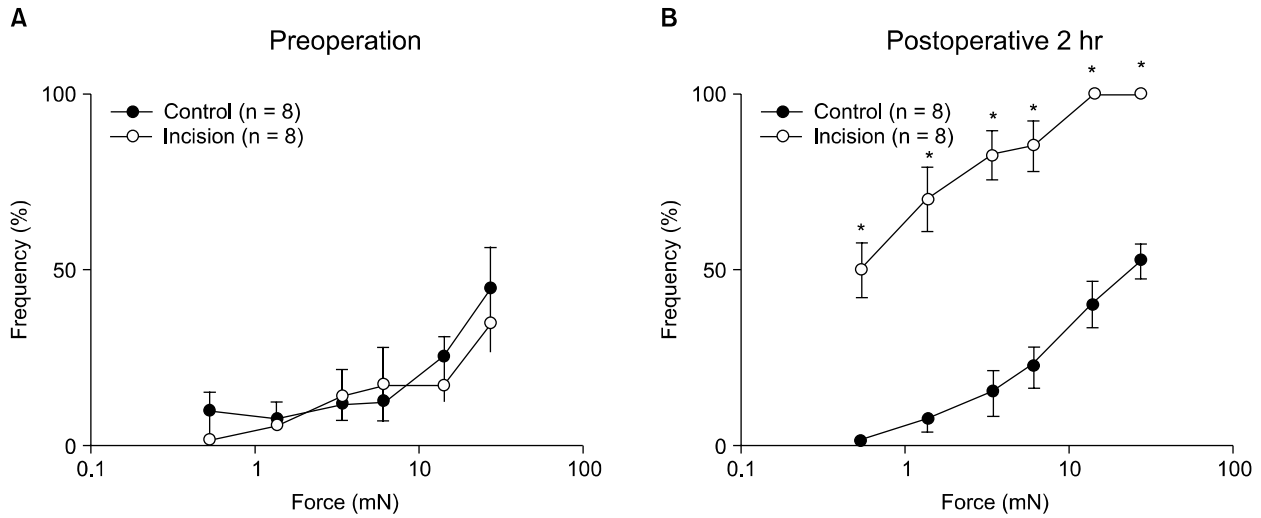 A
Preoperation
100
50
0
Frequency (%)
Control (n = 8)
Incision (n = 8)
0.1
1
10
100
Force (mN)
B
Postoperative 2 hr
100
50
0
Frequency (%)
Control (n = 8)
Incision (n = 8)
*
*
*
*
*
*
0.1
1
10
100
Force (mN)